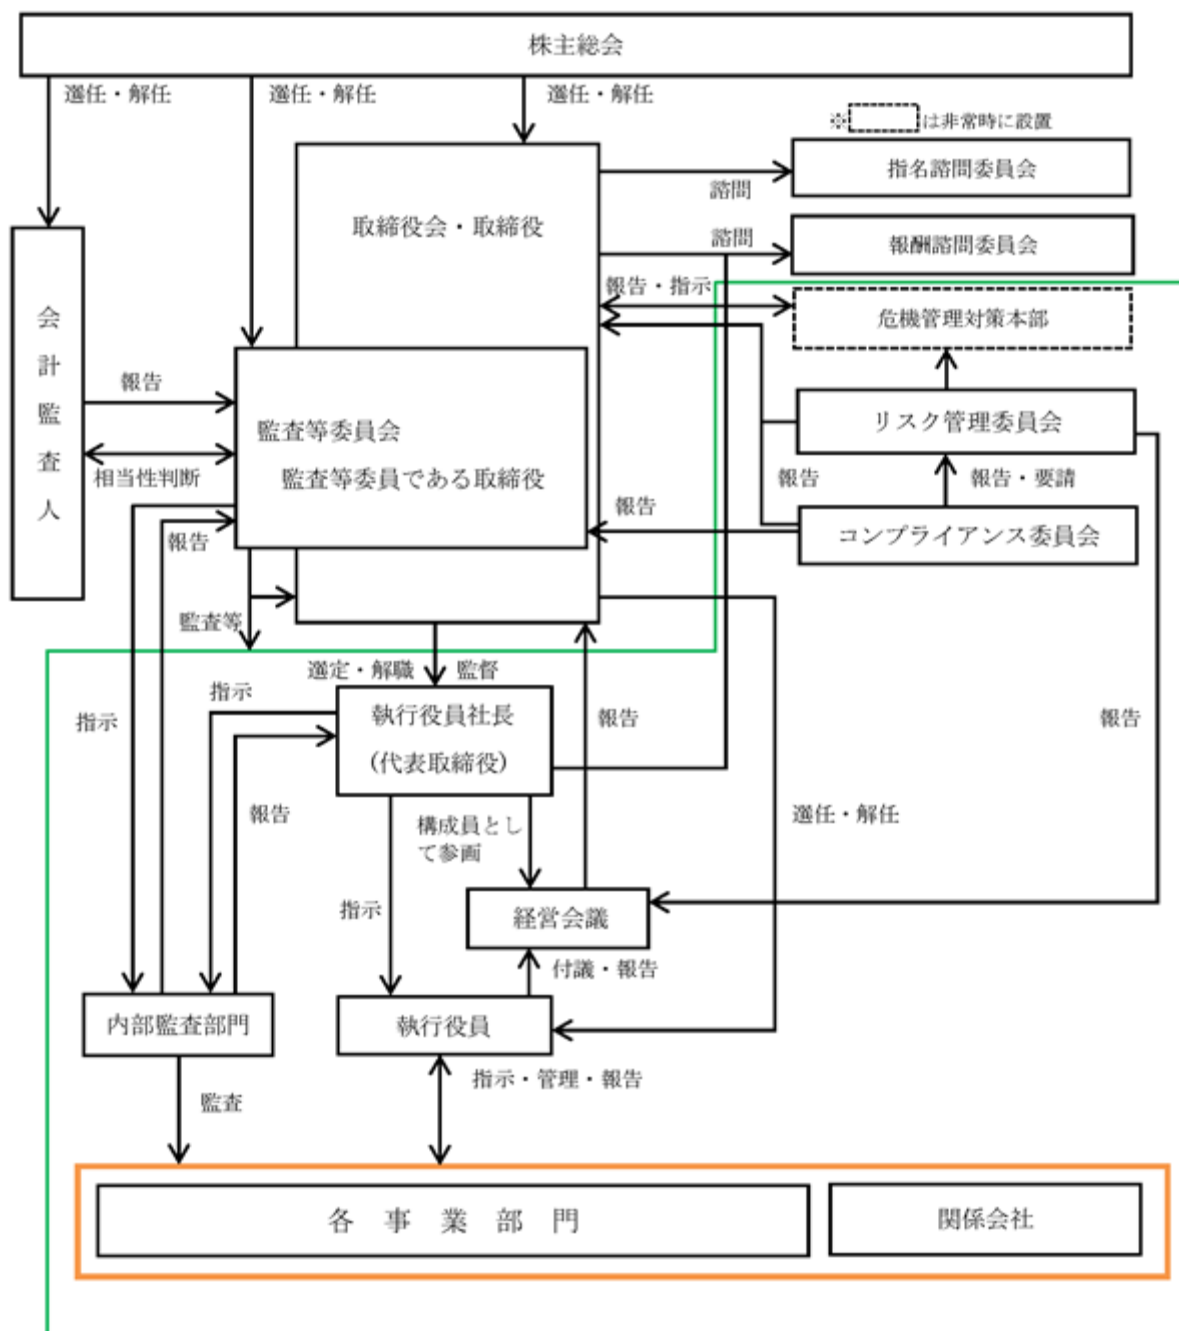 株主総会
選任・解任
選任・解任
選任・解任
※
は非常時に設置
指名諮問委員会
諮問
取締役会・取締役
報酬諮問委員会
諮問
報告・指示
危機管理対策本部
会計監査人
報告
監査等委員会
監査等委員である取締役
リスク管理委員会
相当性判断
報告
報告・要請
報告
コンプライアンス委員会
報告
監査等
選定・解職
監督
指示
指示
執行役員社長
(代表取締役)
報告
報告
報告
選任・解任
構成員とし
て参画
指示
経営会議
付議・報告
内部監査部門
執行役員
指示・管理・報告
監査
各事業部門
関係会社